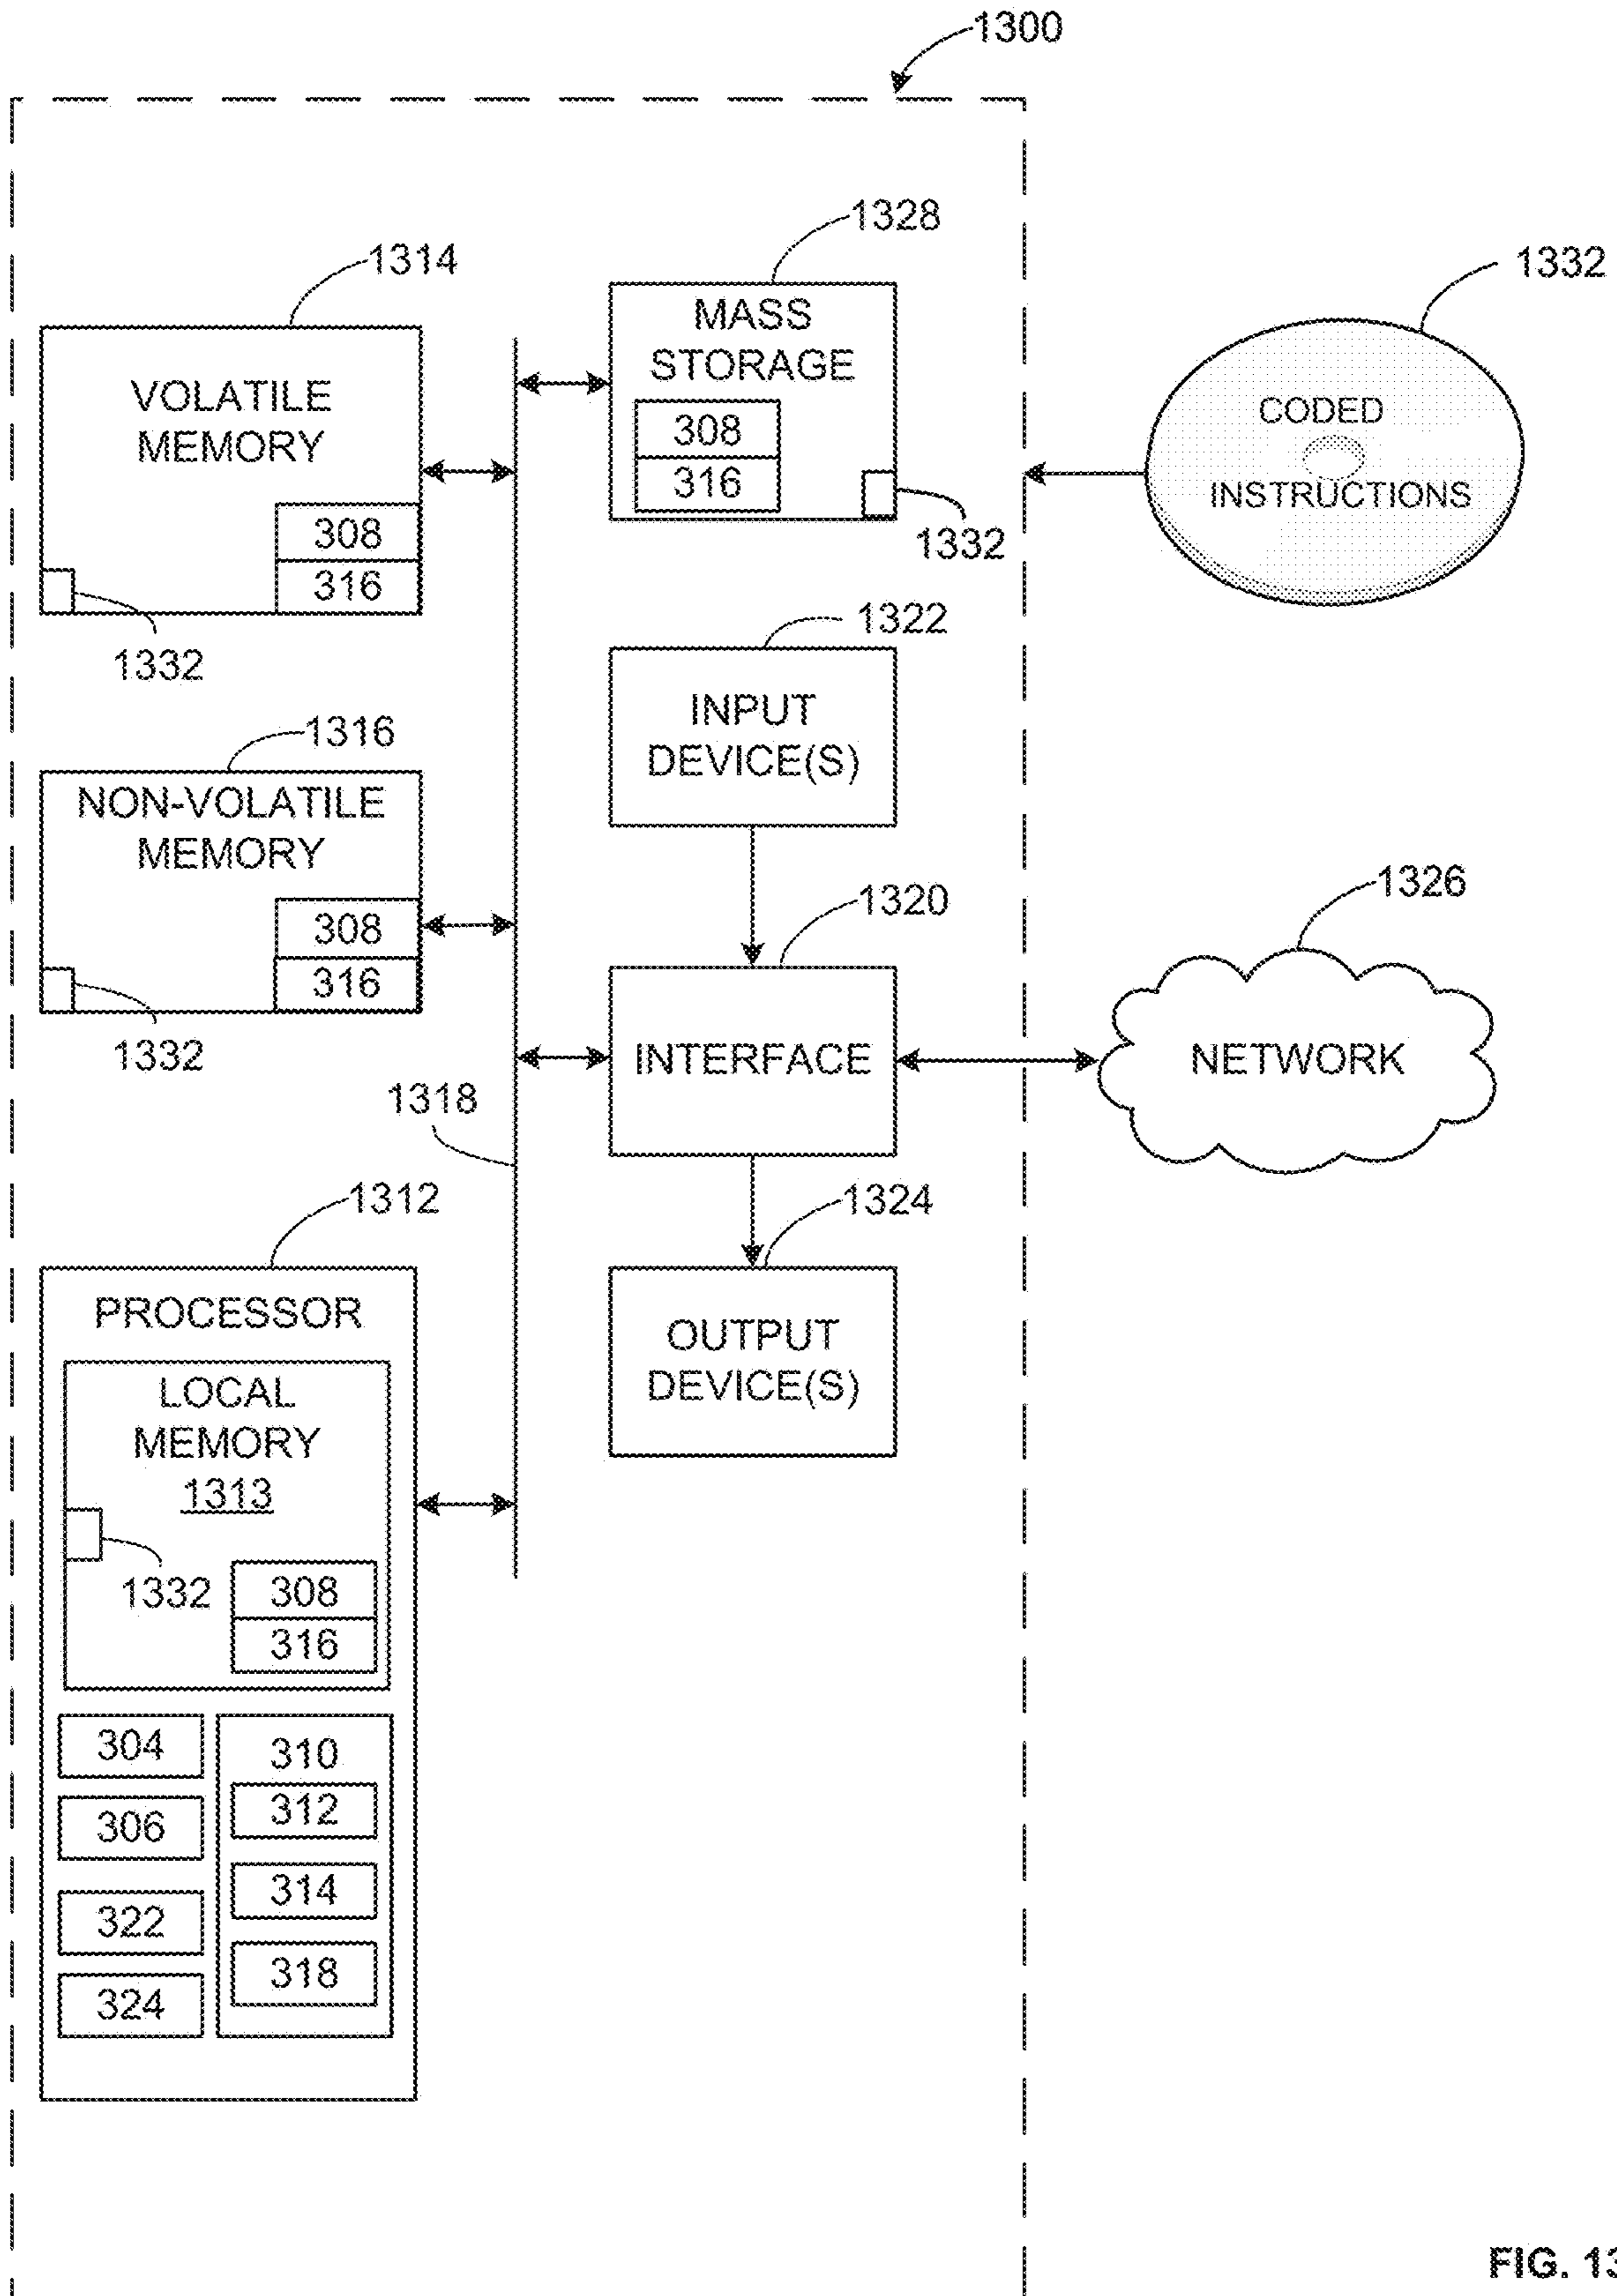 1300
1328
1314
1332
MASS
STORAGE
308
316
1332
VOLATILE
MEMORY
308
316
1332
CODED
INSTRUCTIONS
1322
INPUT
DEVICE(S)
1316
NON-VOLATILE
MEMORY
308
316
1332
1320
INTERFACE
1326
NETWORK
1318
1312
1324
OUTPUT
DEVICE(S)
PROCESSOR
LOCAL
MEMORY
1313
1332
308
316
304
306
322
324
310
312
314
318
FIG. 13